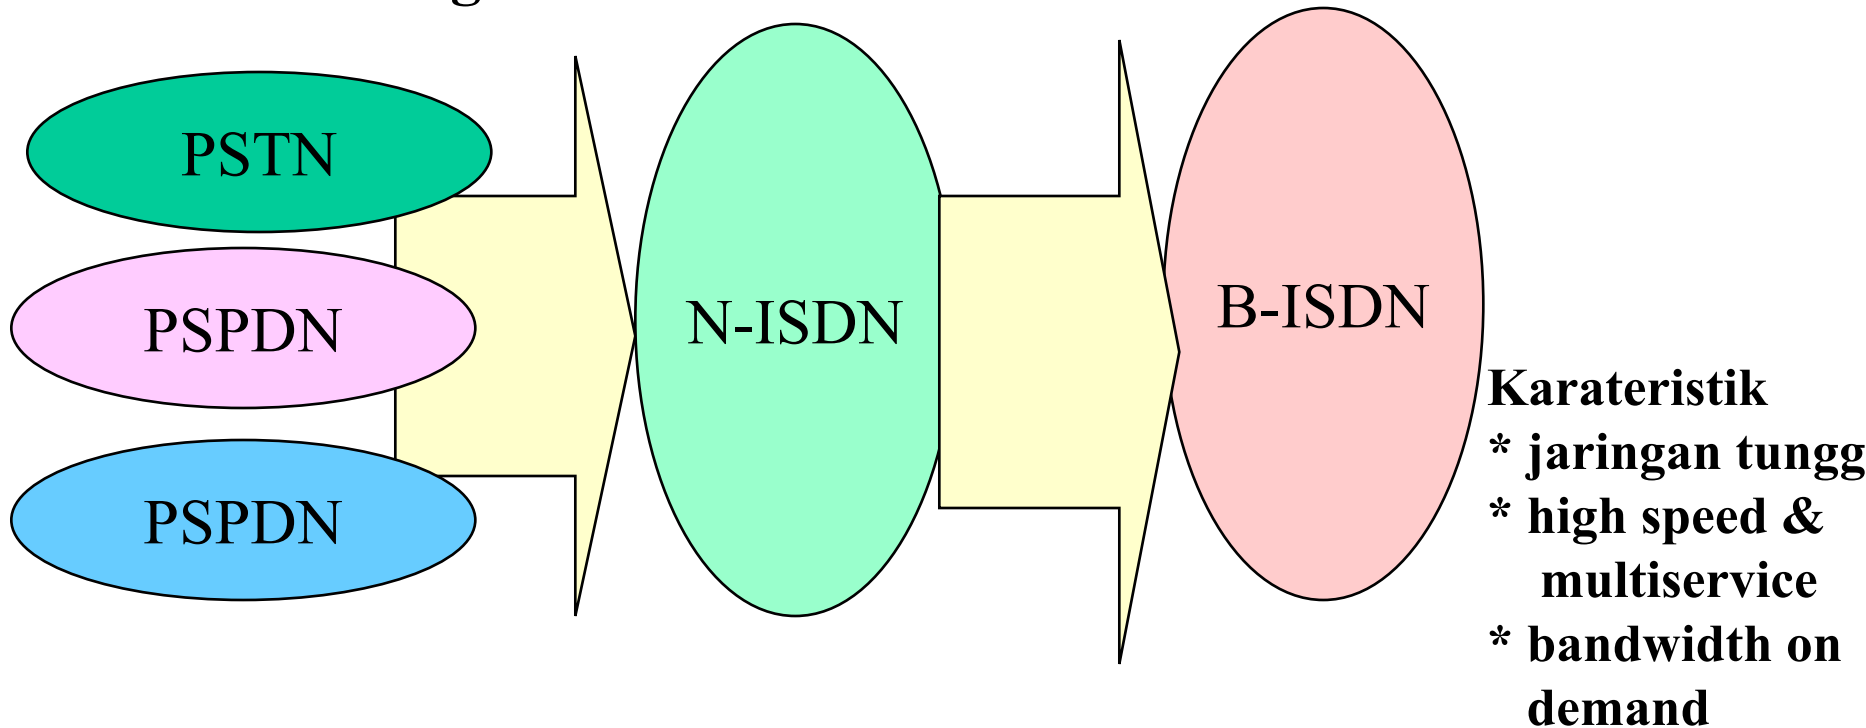 PSTN
PSPDN
PSPDN
N-ISDN
B-ISDN
Karateristik
* jaringan tungg
* high speed &
multiservice
* bandwidth on
demand